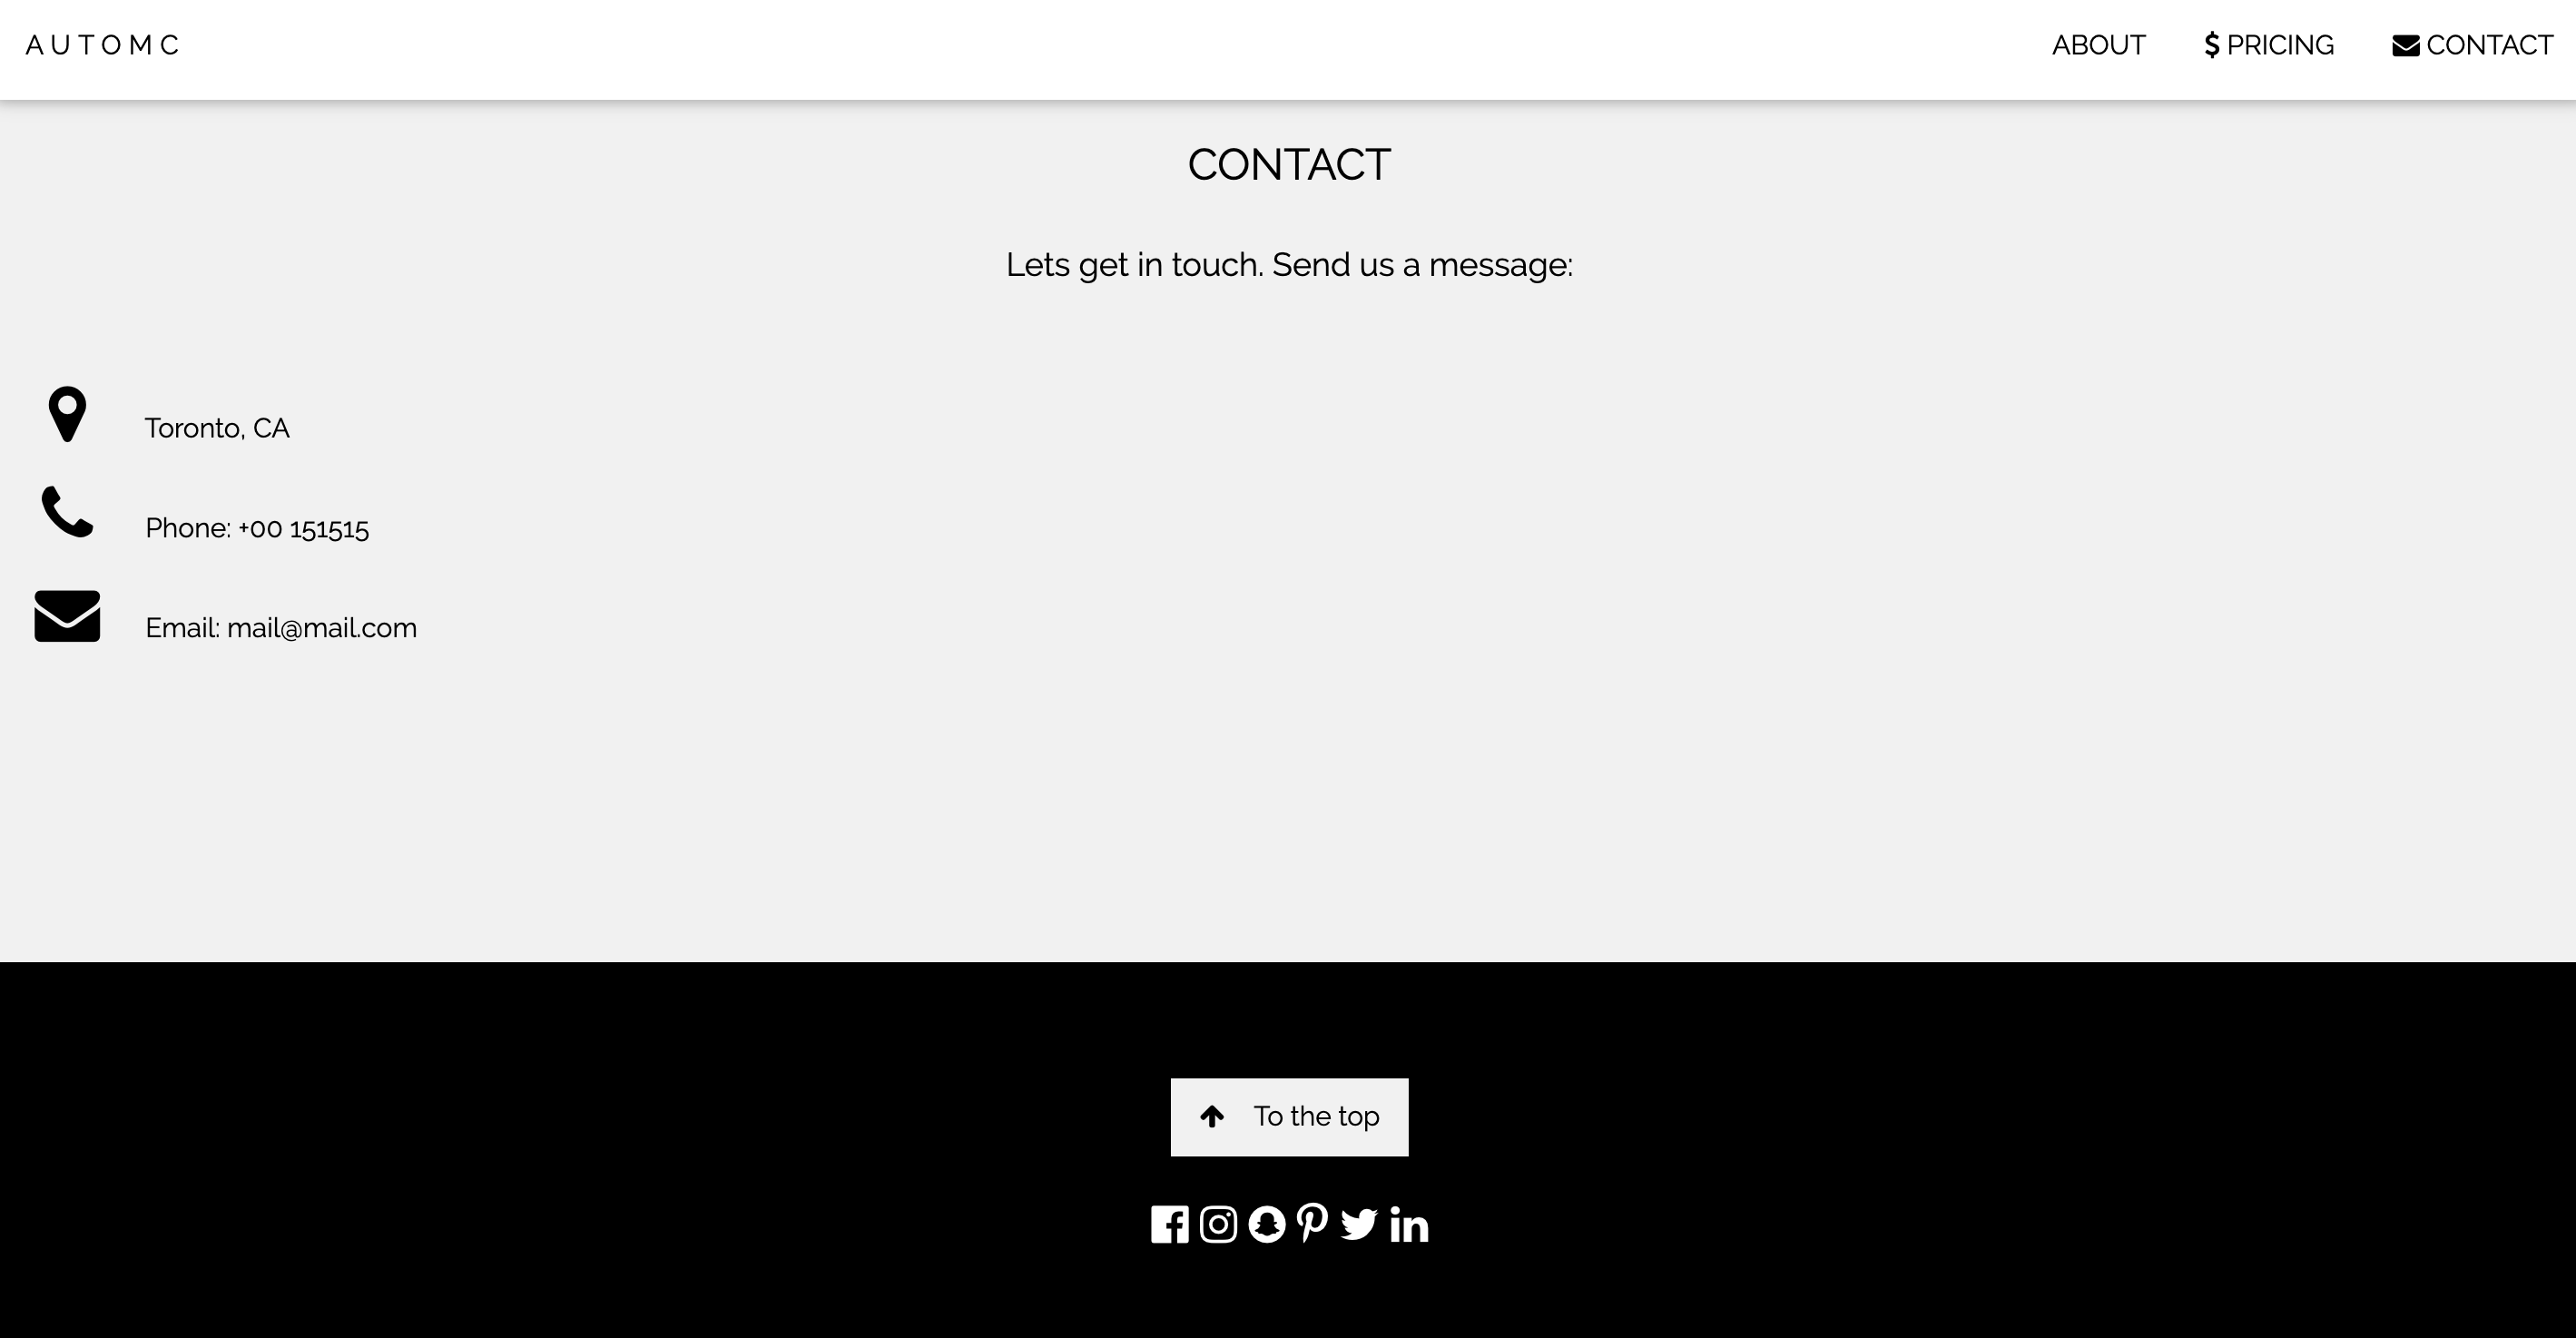 AUTOMC
ABOUT
$ PRICING
CONTACT
CONTACT
Lets get in touch. Send us a message:
Toronto, CA
Phone: +00 151515
Email: mail@mail.com
To the top